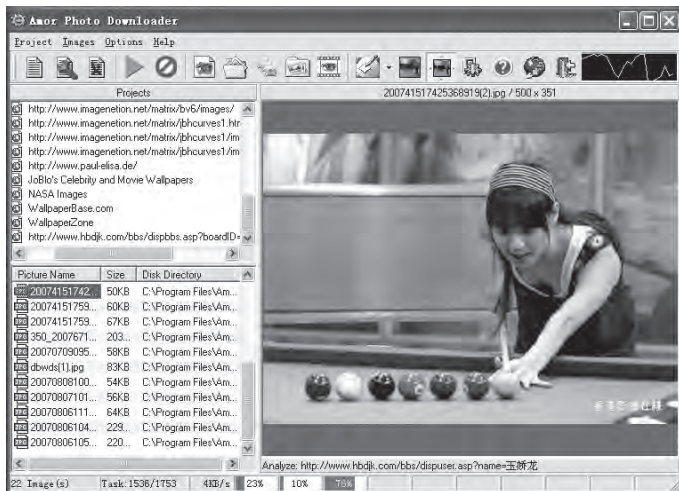 Amor Photo Downloader
Project Images Options Help
Projects
200741517425368919(2).jpg / 500 x 351
http://www.imagenetion.net/matrix/bv6/images/
http://www.imagenetion.net/matrix/jbhcurves1.htr
http://www.imagenetion.net/matrix/jbhcurves1/im
http://www.imagenetion.net/matrix/jbhcurves1/im
http://www.paul-elisa.de/
JoBlo's Celebrity and Movie Wallpapers
NASA Images
WallpaperBase.com
WallpaperZone
http://www.hbdjk.com/bbs/dispbbs.asp?boardID=
Picture Name Size Disk Directory
20074151742... 50KB C:\Program Files\Am...
20074151759... 60KB C:\Program Files\Am...
20074151759... 67KB C:\Program Files\Am...
350_2007671... 203... C:\Program Files\Am...
20070709095... 58KB C:\Program Files\Am...
dbwds[1].jpg 83KB C:\Program Files\Am...
20070808100... 54KB C:\Program Files\Am...
20070807101... 56KB C:\Program Files\Am...
20070806111... 64KB C:\Program Files\Am...
20070806104... 229... C:\Program Files\Am...
20070806105... 220... C:\Program Files\Am...
Analyze: http://www.hbdjk.com/bbs/dispuser.asp?name=玉娇龙
22 Image(s) Task:1536/1753 4KB/s 23% 10% 76%